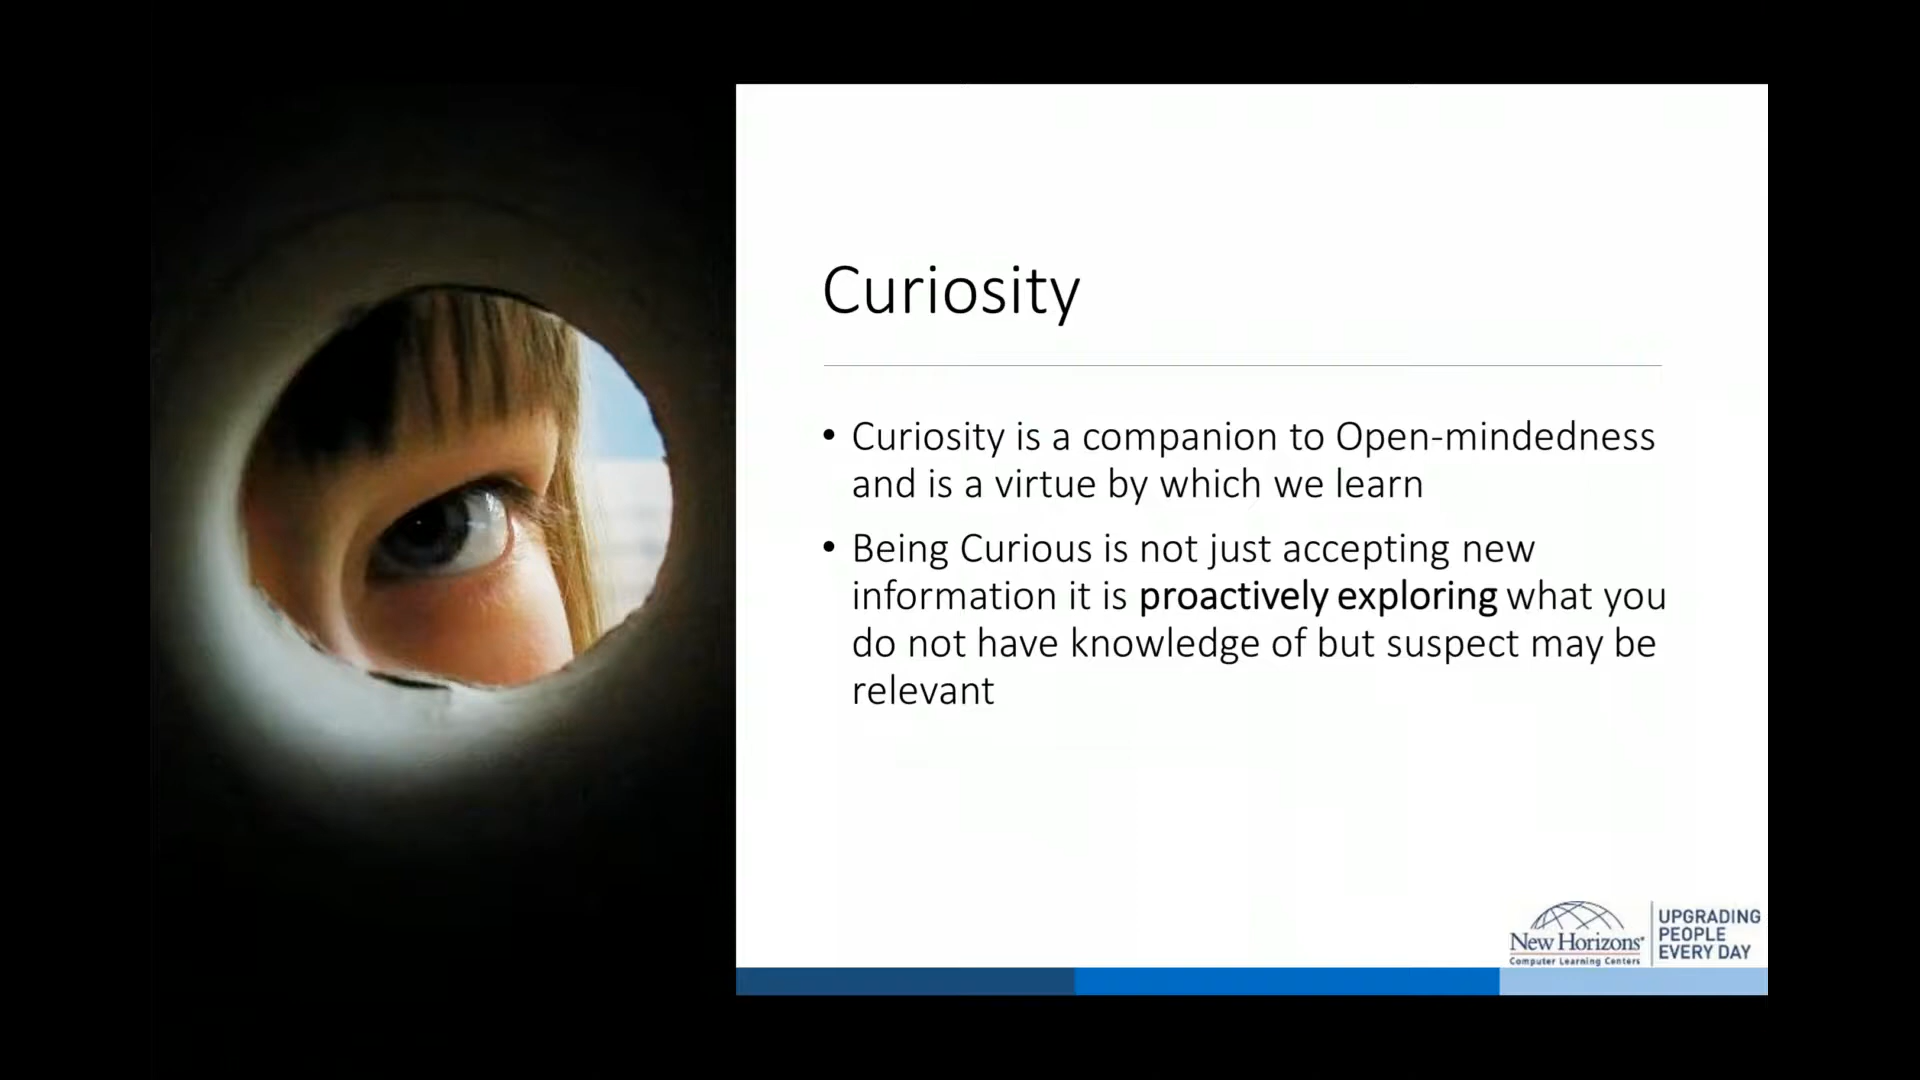 Curiosity
• Curiosity is a companion to Open-mindedness
and is a virtue by which we learn
• Being Curious is not just accepting new
information it is proactively exploring what you
do not have knowledge of but suspect may be
relevant
New Horizons®
Computer Learning Centers
UPGRADING
PEOPLE
EVERY DAY